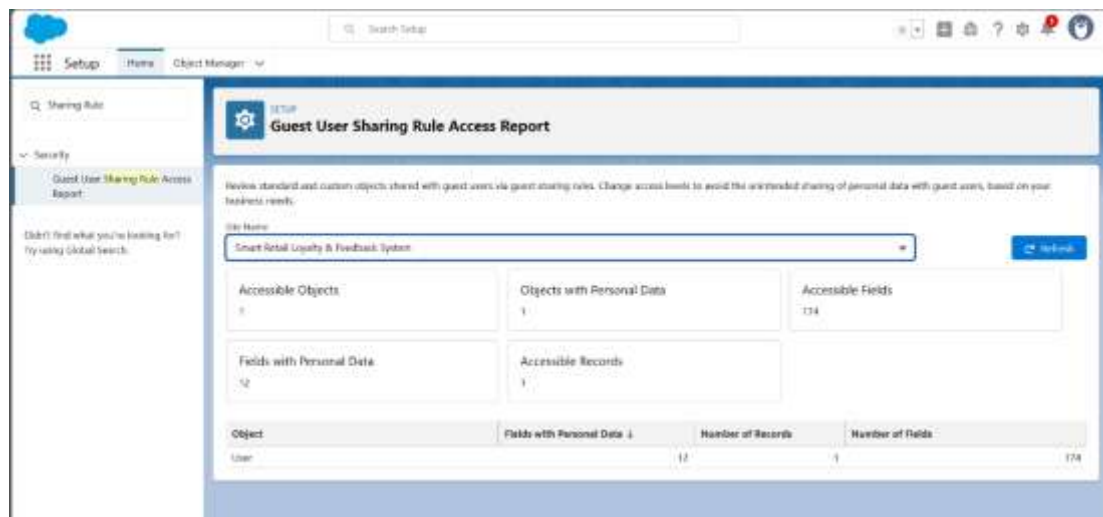 Search Setup
Setup
Home
Object Manager
Sharing Rule
Security
Guest User Sharing Rule Access
Report
Didn't find what you're looking for?
Try using Global Search.
SETUP
Guest User Sharing Rule Access Report
Review standard and custom objects shared with guest users via guest sharing rules. Change access levels to avoid the unintended sharing of personal data with guest users, based on your
business needs.
Site Name
Smart Retail Loyalty & Feedback System
Refresh
Accessible Objects
1
Objects with Personal Data
1
Accessible Fields
174
Fields with Personal Data
12
Accessible Records
1
Object
Fields with Personal Data ↓
Number of Records
Number of Fields
User
12
1
174